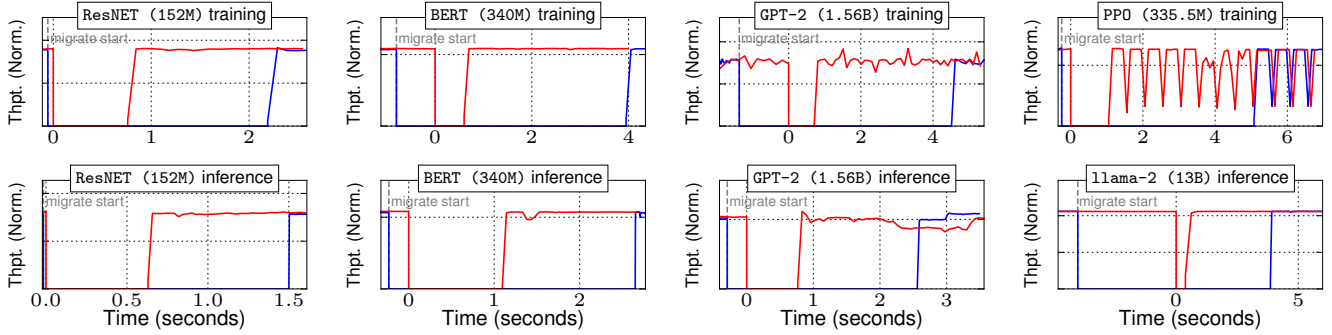 ResNET (152M) training
BERT (340M) training
GPT-2 (1.56B) training
PPO (335.5M) training
Thpt. (Norm.)
migrate start
0 1 2
Thpt. (Norm.)
migrate start
0 2 4
Thpt. (Norm.)
migrate start
0 2 4
Thpt. (Norm.)
migrate start
0 2 4 6
ResNET (152M) inference
BERT (340M) inference
GPT-2 (1.56B) inference
llama-2 (13B) inference
Thpt. (Norm.)
migrate start
0.0 0.5 1.0 1.5
Time (seconds)
Thpt. (Norm.)
migrate start
0 1 2
Time (seconds)
Thpt. (Norm.)
migrate start
0 1 2 3
Time (seconds)
Thpt. (Norm.)
migrate start
0 5
Time (seconds)